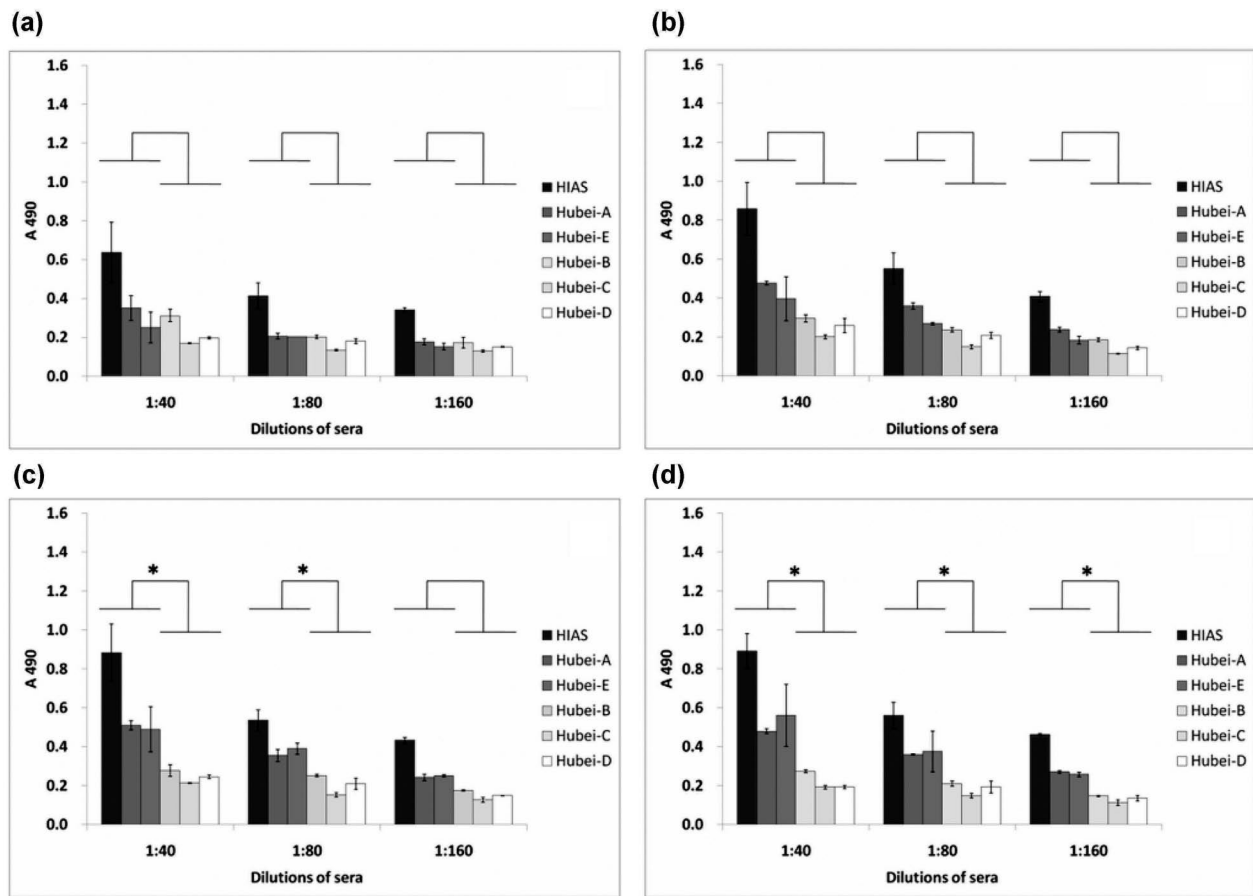 (a)
1.6
1.4
1.2
1.0
0.8
0.6
0.4
0.2
0.0
A 490
1:40 1:80 1:160
Dilutions of sera
HIAS
Hubei-A
Hubei-E
Hubei-B
Hubei-C
Hubei-D
(b)
1.6
1.4
1.2
1.0
0.8
0.6
0.4
0.2
0.0
A 490
1:40 1:80 1:160
Dilutions of sera
HIAS
Hubei-A
Hubei-E
Hubei-B
Hubei-C
Hubei-D
(c)
1.6
1.4
1.2
1.0
0.8
0.6
0.4
0.2
0.0
A 490
* *
1:40 1:80 1:160
Dilutions of sera
HIAS
Hubei-A
Hubei-E
Hubei-B
Hubei-C
Hubei-D
(d)
1.6
1.4
1.2
1.0
0.8
0.6
0.4
0.2
0.0
A 490
* * *
1:40 1:80 1:160
Dilutions of sera
HIAS
Hubei-A
Hubei-E
Hubei-B
Hubei-C
Hubei-D